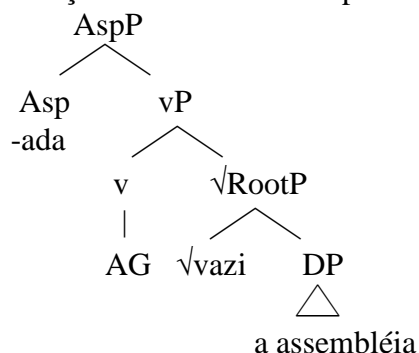 AspP
Asp vP
-ada
v √RootP
AG √vazi DP
a assembléia